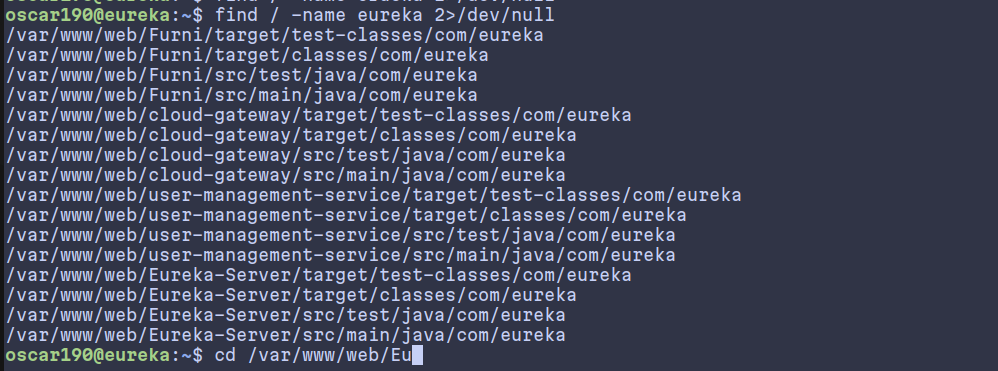 oscar190@eureka:~$ find / -name eureka 2>/dev/null
/var/www/web/Furni/target/test-classes/com/eureka
/var/www/web/Furni/target/classes/com/eureka
/var/www/web/Furni/src/test/java/com/eureka
/var/www/web/Furni/src/main/java/com/eureka
/var/www/web/cloud-gateway/target/test-classes/com/eureka
/var/www/web/cloud-gateway/target/classes/com/eureka
/var/www/web/cloud-gateway/src/test/java/com/eureka
/var/www/web/cloud-gateway/src/main/java/com/eureka
/var/www/web/user-management-service/target/test-classes/com/eureka
/var/www/web/user-management-service/target/classes/com/eureka
/var/www/web/user-management-service/src/test/java/com/eureka
/var/www/web/user-management-service/src/main/java/com/eureka
/var/www/web/Eureka-Server/target/test-classes/com/eureka
/var/www/web/Eureka-Server/target/classes/com/eureka
/var/www/web/Eureka-Server/src/test/java/com/eureka
/var/www/web/Eureka-Server/src/main/java/com/eureka
oscar190@eureka:~$ cd /var/www/web/Eu